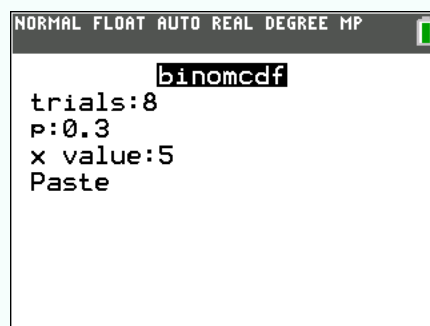 NORMAL FLOAT AUTO REAL DEGREE MP
binomcdf
trials:8
p:0.3
x value:5
Paste